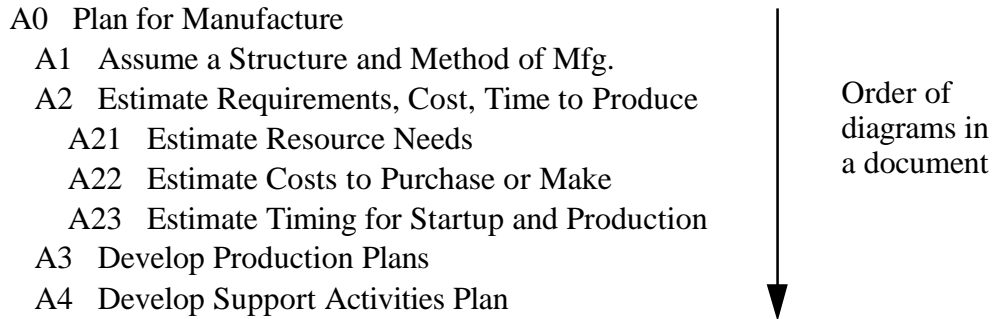 A0 Plan for Manufacture
A1 Assume a Structure and Method of Mfg.
A2 Estimate Requirements, Cost, Time to Produce
A21 Estimate Resource Needs
A22 Estimate Costs to Purchase or Make
A23 Estimate Timing for Startup and Production
A3 Develop Production Plans
A4 Develop Support Activities Plan
Order of
diagrams in
a document